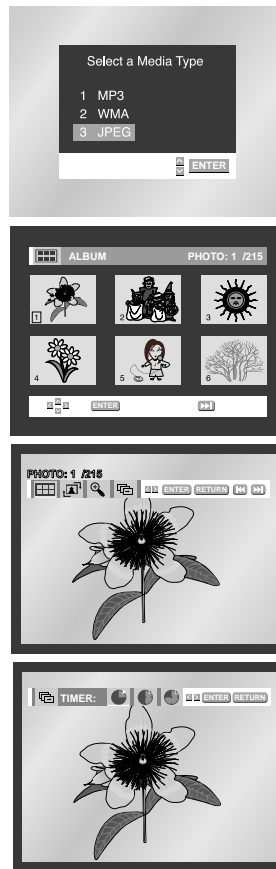 Select a Media Type
1 MP3
2 WMA
3 JPEG
ENTER
ALBUM PHOTO: 1 /215
1 2 3
4 5 6
ENTER
PHOTO: 1 /215
ENTER RETURN
TIMER: ENTER RETURN